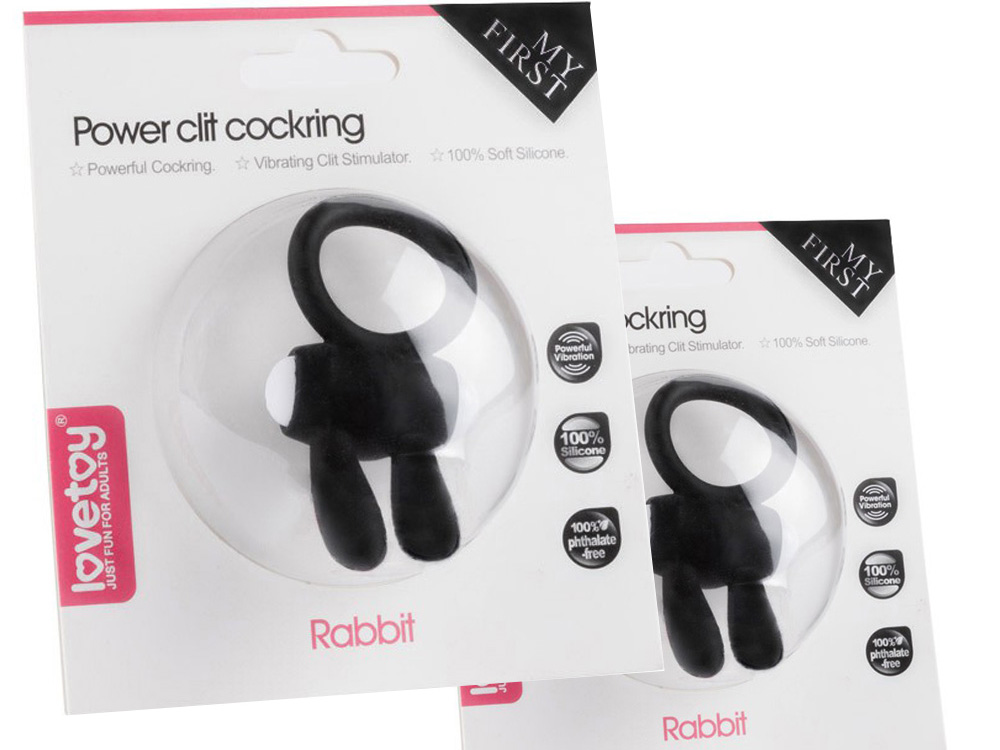 MY
FIRST
Power clit cockring
☆ Powerful Cockring. ☆ Vibrating Clit Stimulator. ☆ 100% Soft Silicone.
Powerful
Vibration
100%
Silicone
100%
phthalate
-free
lovetoy®
JUST FUN FOR ADULTS
Rabbit
MY
FIRST
ockring
brating Clit Stimulator. ☆ 100% Soft Silicone.
Powerful
Vibration
100%
Silicone
100%
phthalate
-free
Rabbit